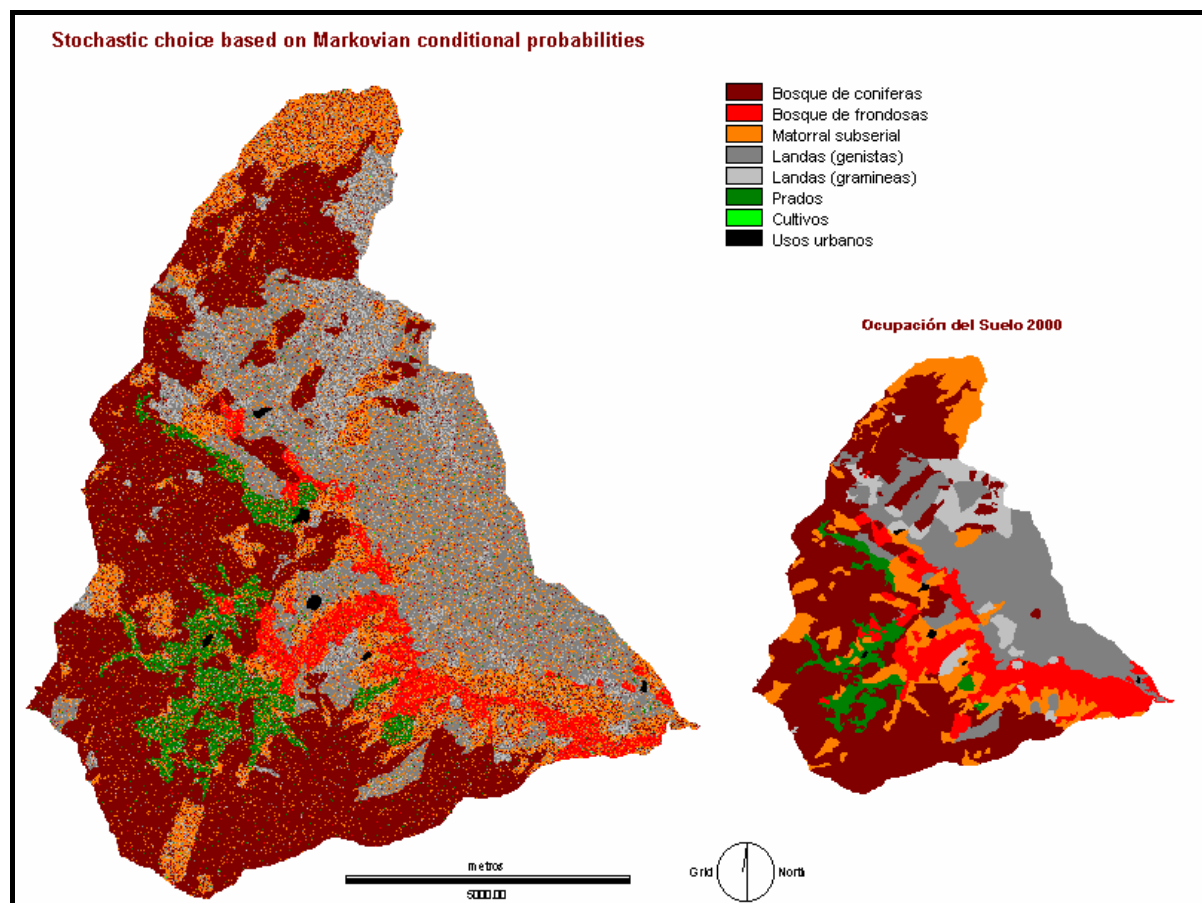 Stochastic choice based on Markovian conditional probabilities
Bosque de coniferas
Bosque de frondosas
Matorral subserial
Landas (genistas)
Landas (gramineas)
Prados
Cultivos
Usos urbanos
Ocupación del Suelo 2000
metros
5000.00
Grid
North